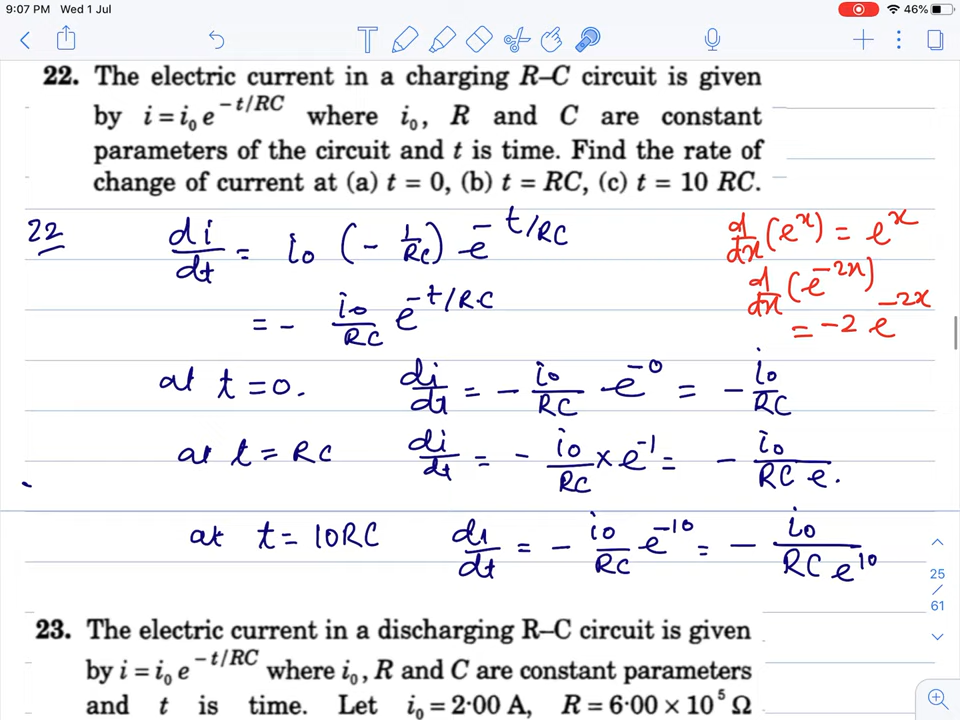 9:07 PM Wed 1 Jul
46%
22. The electric current in a charging R–C circuit is given
by i = i₀ e^(– t/RC) where i₀, R and C are constant
parameters of the circuit and t is time. Find the rate of
change of current at (a) t = 0, (b) t = RC, (c) t = 10 RC.
22 di/dt = i₀ (– 1/RC) e^(– t/RC)
d/dx (e^x) = e^x
= – i₀/RC e^(–t/RC)
d/dx (e^(–2x))
= –2 e^(–2x)
at t = 0. di/dt = – i₀/RC e^(–0) = – i₀/RC
at t = RC di/dt = – i₀/RC × e^(–1) = – i₀/RC e.
at t = 10RC di/dt = – i₀/RC e^(–10) = – i₀/RC e^10
25
/
61
23. The electric current in a discharging R–C circuit is given
by i = i₀ e^(– t/RC) where i₀, R and C are constant parameters
and t is time. Let i₀ = 2·00 A, R = 6·00 × 10⁵ Ω